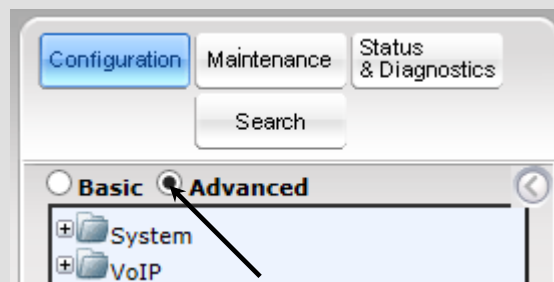 Configuration
Maintenance
Status
& Diagnostics
Search
Basic
Advanced
System
VoIP